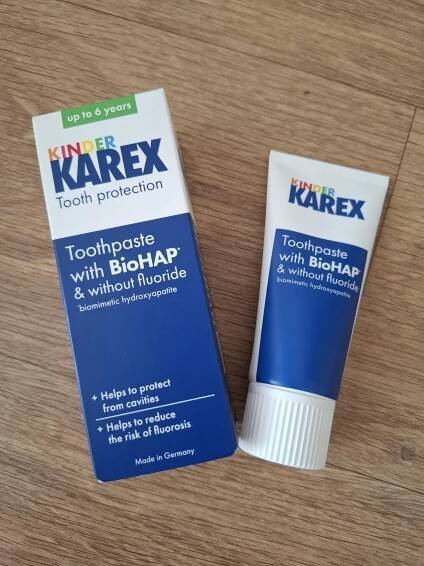 up to 6 years
KINDER
KAREX
Tooth protection
Toothpaste
with BioHAP*
& without fluoride
*biomimetic hydroxyapatite
+ Helps to protect
from cavities
+ Helps to reduce
the risk of fluorosis
Made in Germany
KINDER
KAREX
Toothpaste
with BioHAP*
& without fluoride
*biomimetic hydroxyapatite